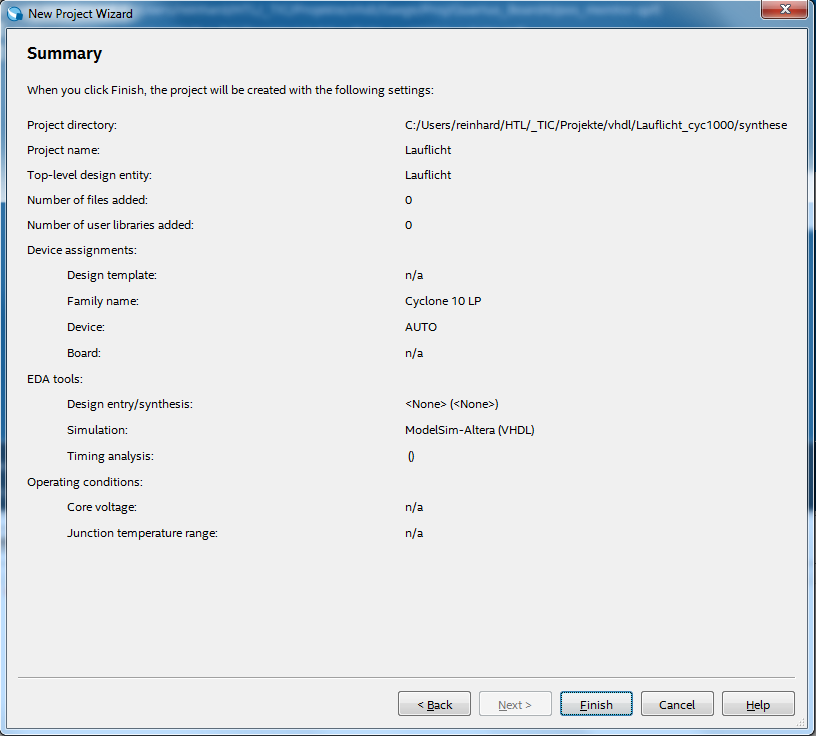 New Project Wizard
Summary
When you click Finish, the project will be created with the following settings:
Project directory: C:/Users/reinhard/HTL/_TIC/Projekte/vhdl/Lauflicht_cyc1000/synthese
Project name: Lauflicht
Top-level design entity: Lauflicht
Number of files added: 0
Number of user libraries added: 0
Device assignments:
Design template: n/a
Family name: Cyclone 10 LP
Device: AUTO
Board: n/a
EDA tools:
Design entry/synthesis: <None> (<None>)
Simulation: ModelSim-Altera (VHDL)
Timing analysis: ()
Operating conditions:
Core voltage: n/a
Junction temperature range: n/a
< Back Next > Finish Cancel Help